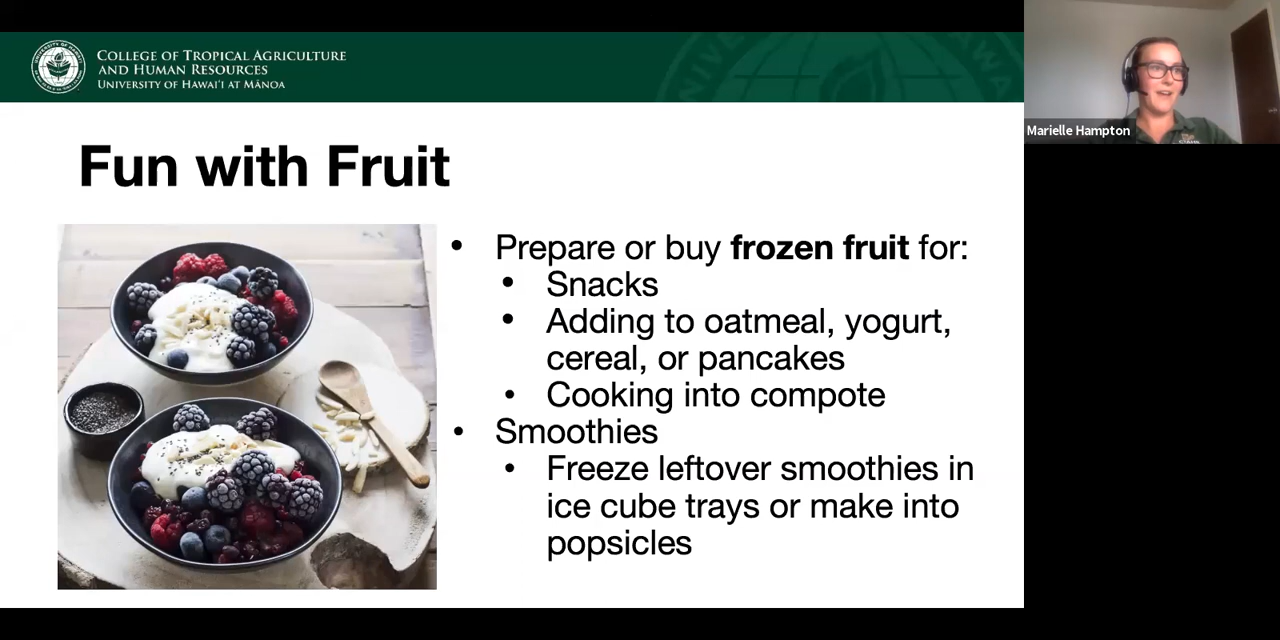 COLLEGE OF TROPICAL AGRICULTURE
AND HUMAN RESOURCES
UNIVERSITY OF HAWAI‘I AT MĀNOA
Marielle Hampton
Fun with Fruit
• Prepare or buy frozen fruit for:
• Snacks
• Adding to oatmeal, yogurt,
cereal, or pancakes
• Cooking into compote
• Smoothies
• Freeze leftover smoothies in
ice cube trays or make into
popsicles